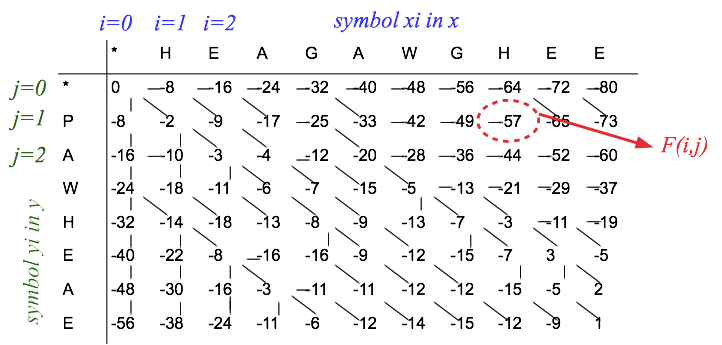 i=0 i=1 i=2 symbol xi in x
* H E A G A W G H E E
j=0 * 0 -8 -16 -24 -32 -40 -48 -56 -64 -72 -80
j=1 P -8 -2 -9 -17 -25 -33 -42 -49 -57 -65 -73
F(i,j)
j=2 A -16 -10 -3 -4 -12 -20 -28 -36 -44 -52 -60
W -24 -18 -11 -6 -7 -15 -5 -13 -21 -29 -37
H -32 -14 -18 -13 -8 -9 -13 -7 -3 -11 -19
E -40 -22 -8 -16 -16 -9 -12 -15 -7 3 -5
A -48 -30 -16 -3 -11 -11 -12 -12 -15 -5 2
E -56 -38 -24 -11 -6 -12 -14 -15 -12 -9 1
symbol yi in y